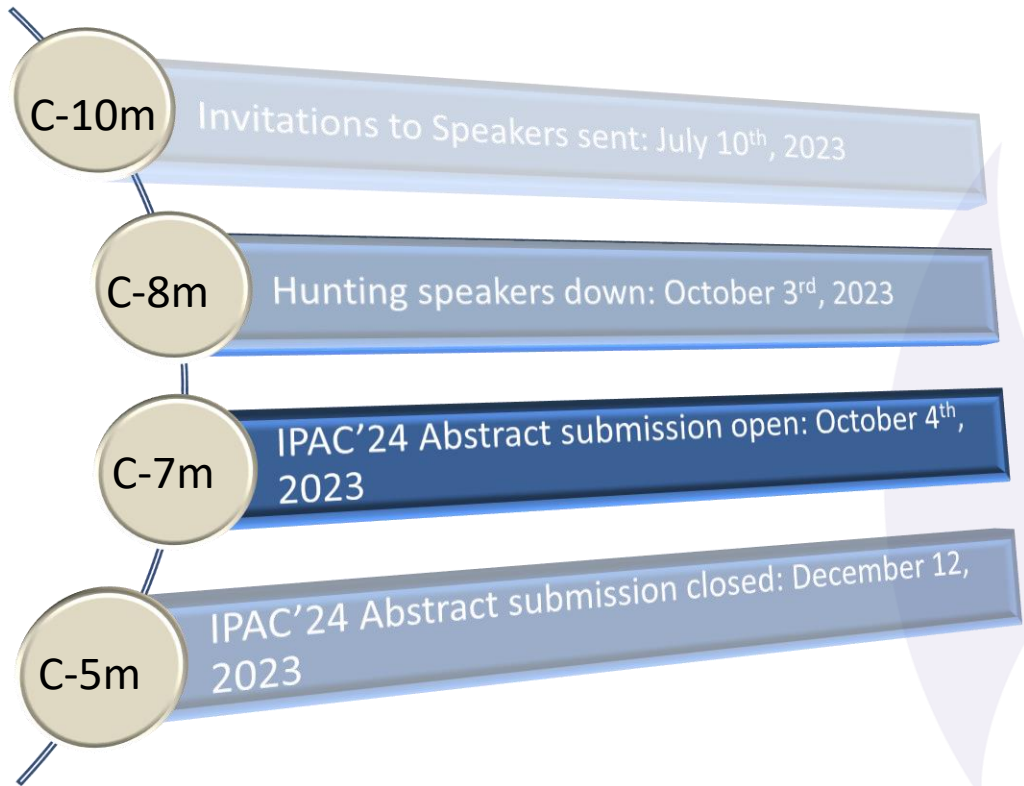 C-10m
Invitations to Speakers sent: July 10th, 2023
C-8m
Hunting speakers down: October 3rd, 2023
C-7m
IPAC’24 Abstract submission open: October 4th,
2023
C-5m
IPAC’24 Abstract submission closed: December 12,
2023